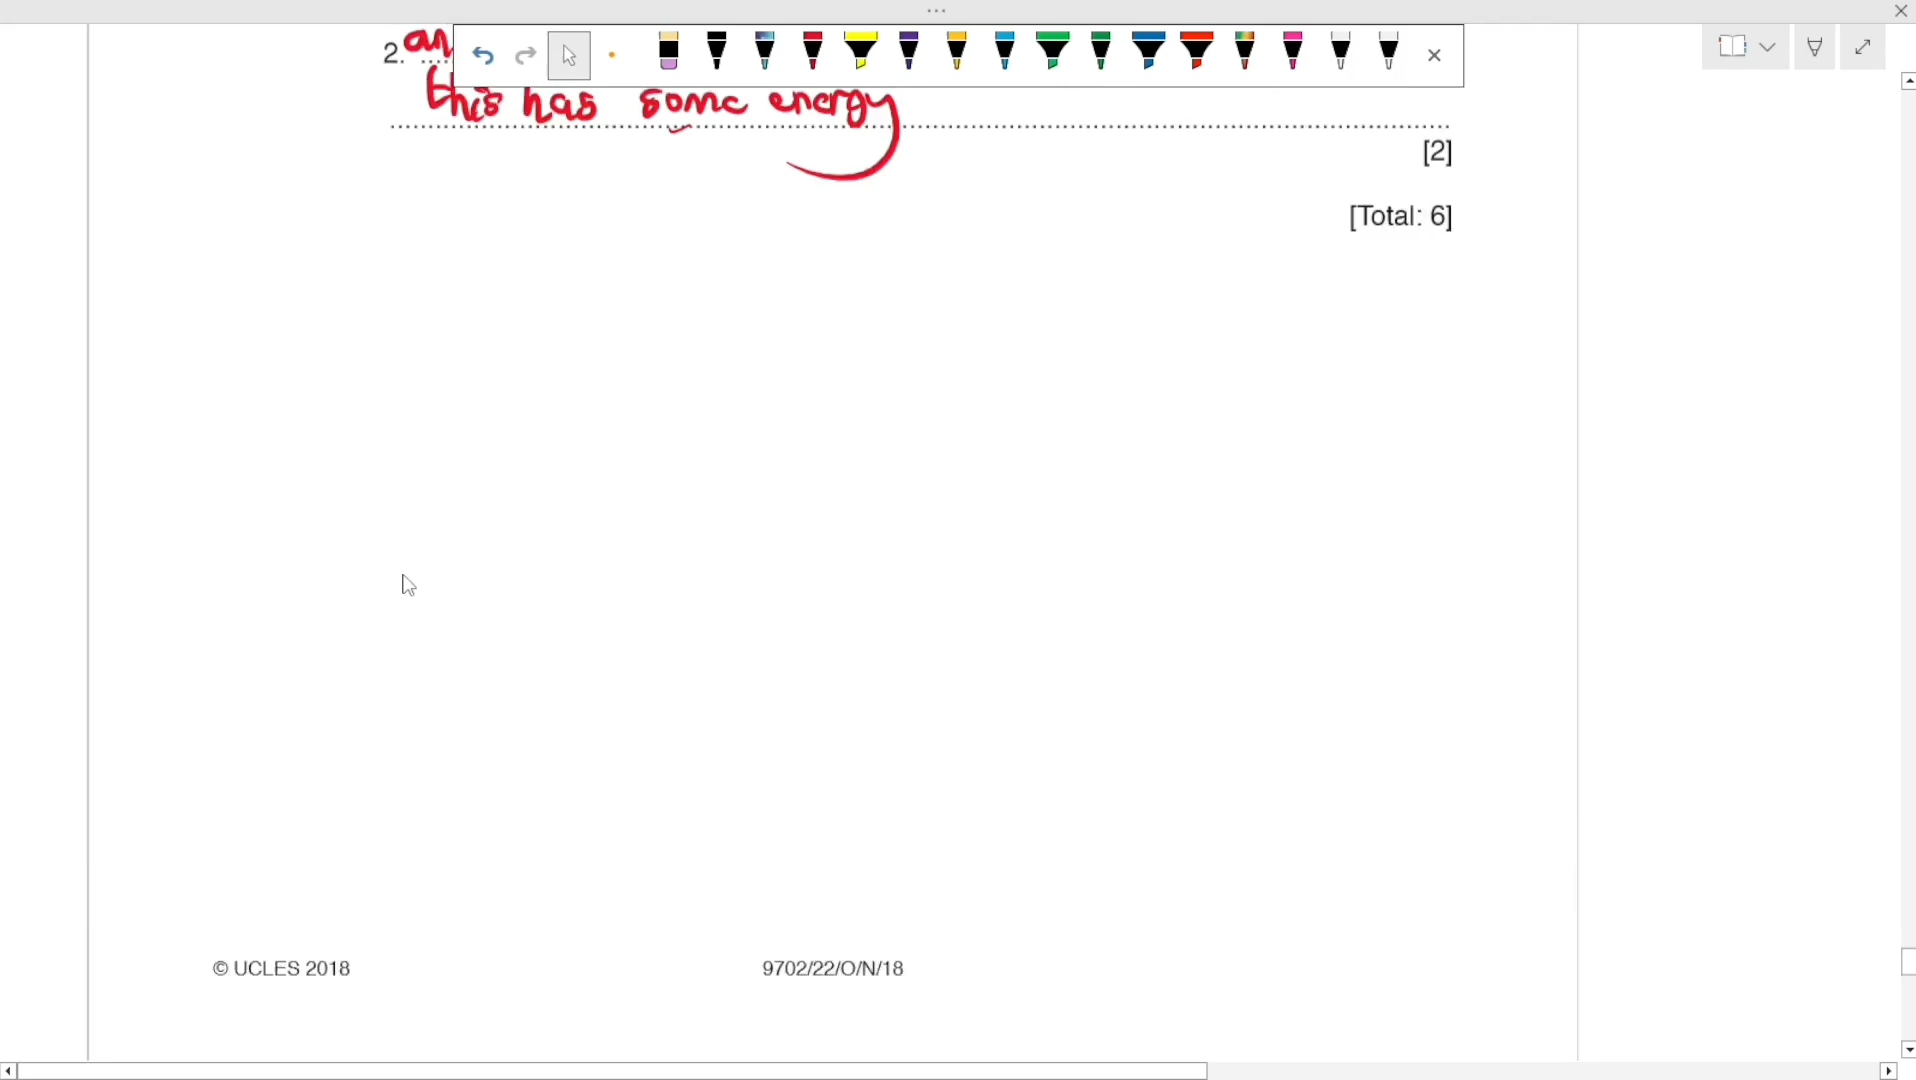 2. an
this has some energy
[2]
[Total: 6]
© UCLES 2018 9702/22/O/N/18